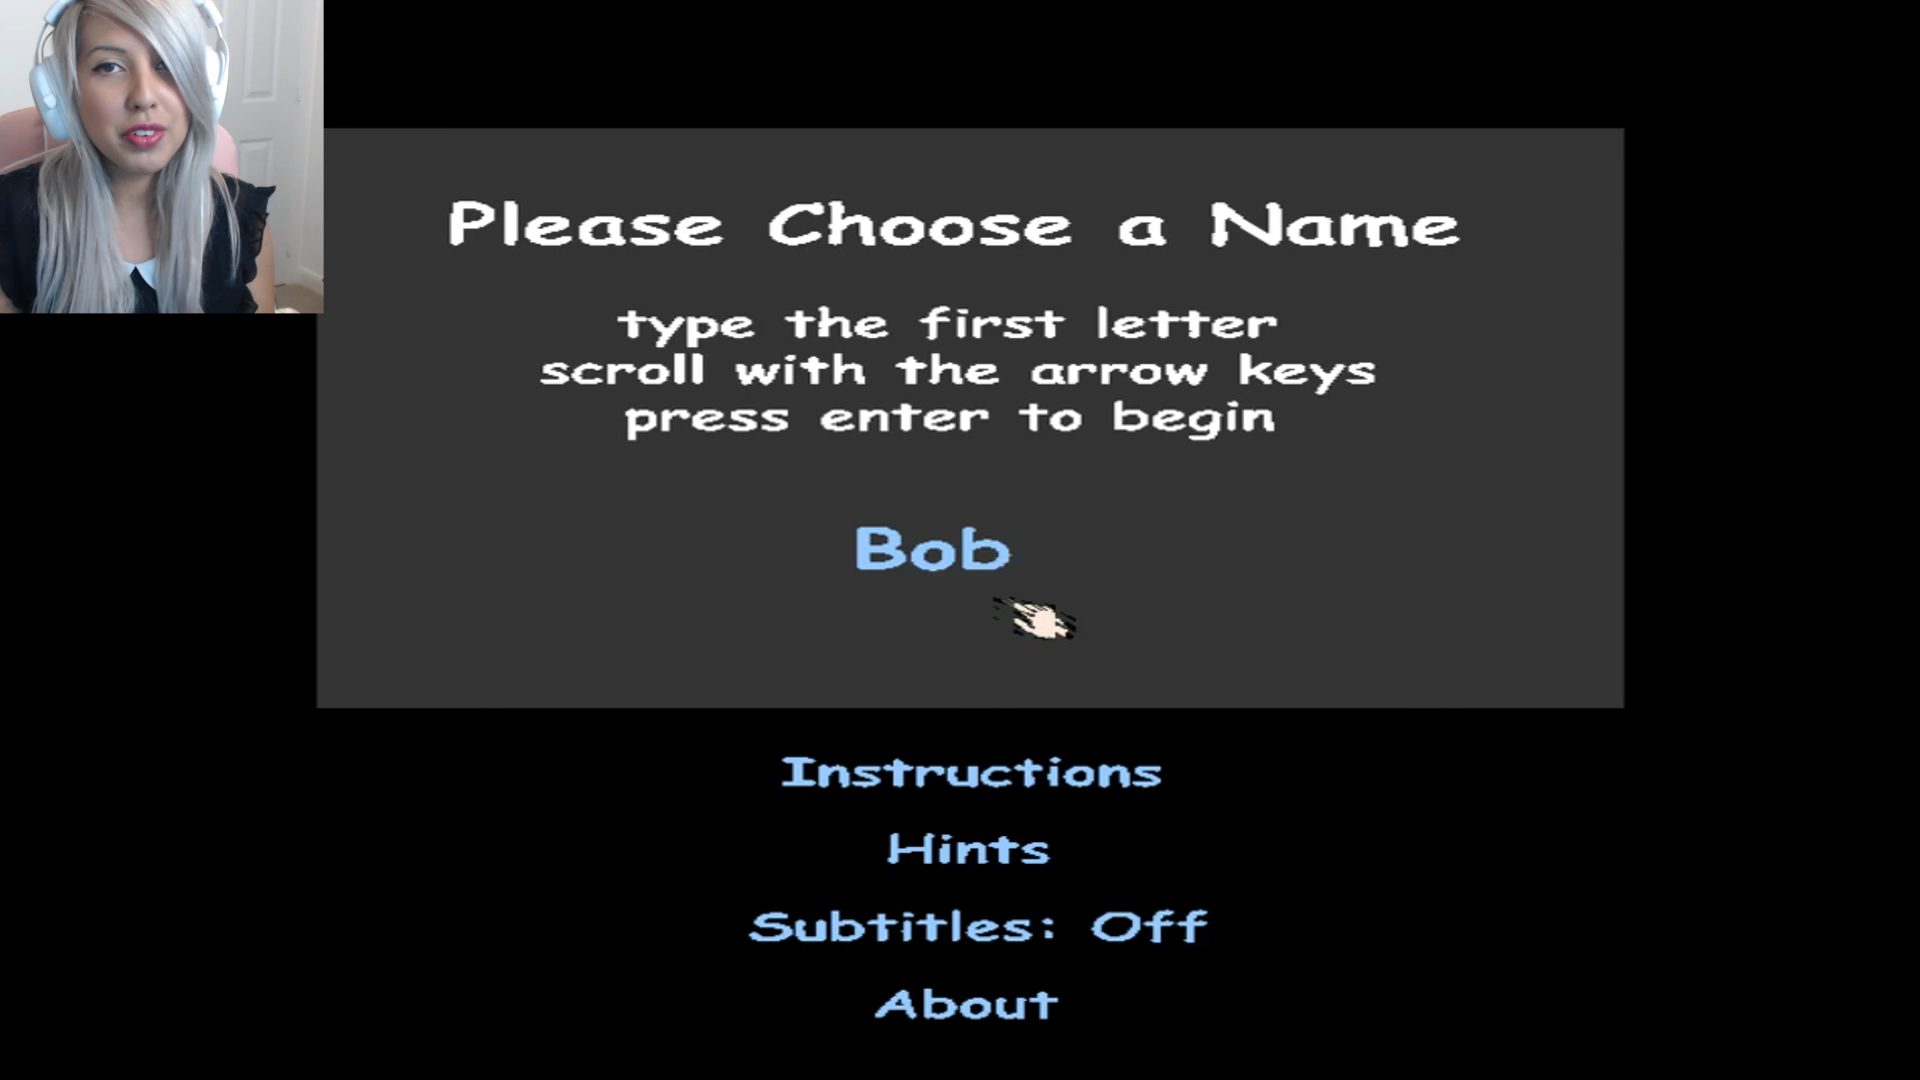 Please Choose a Name
type the first letter
scroll with the arrow keys
press enter to begin
Bob
Instructions
Hints
Subtitles: Off
About